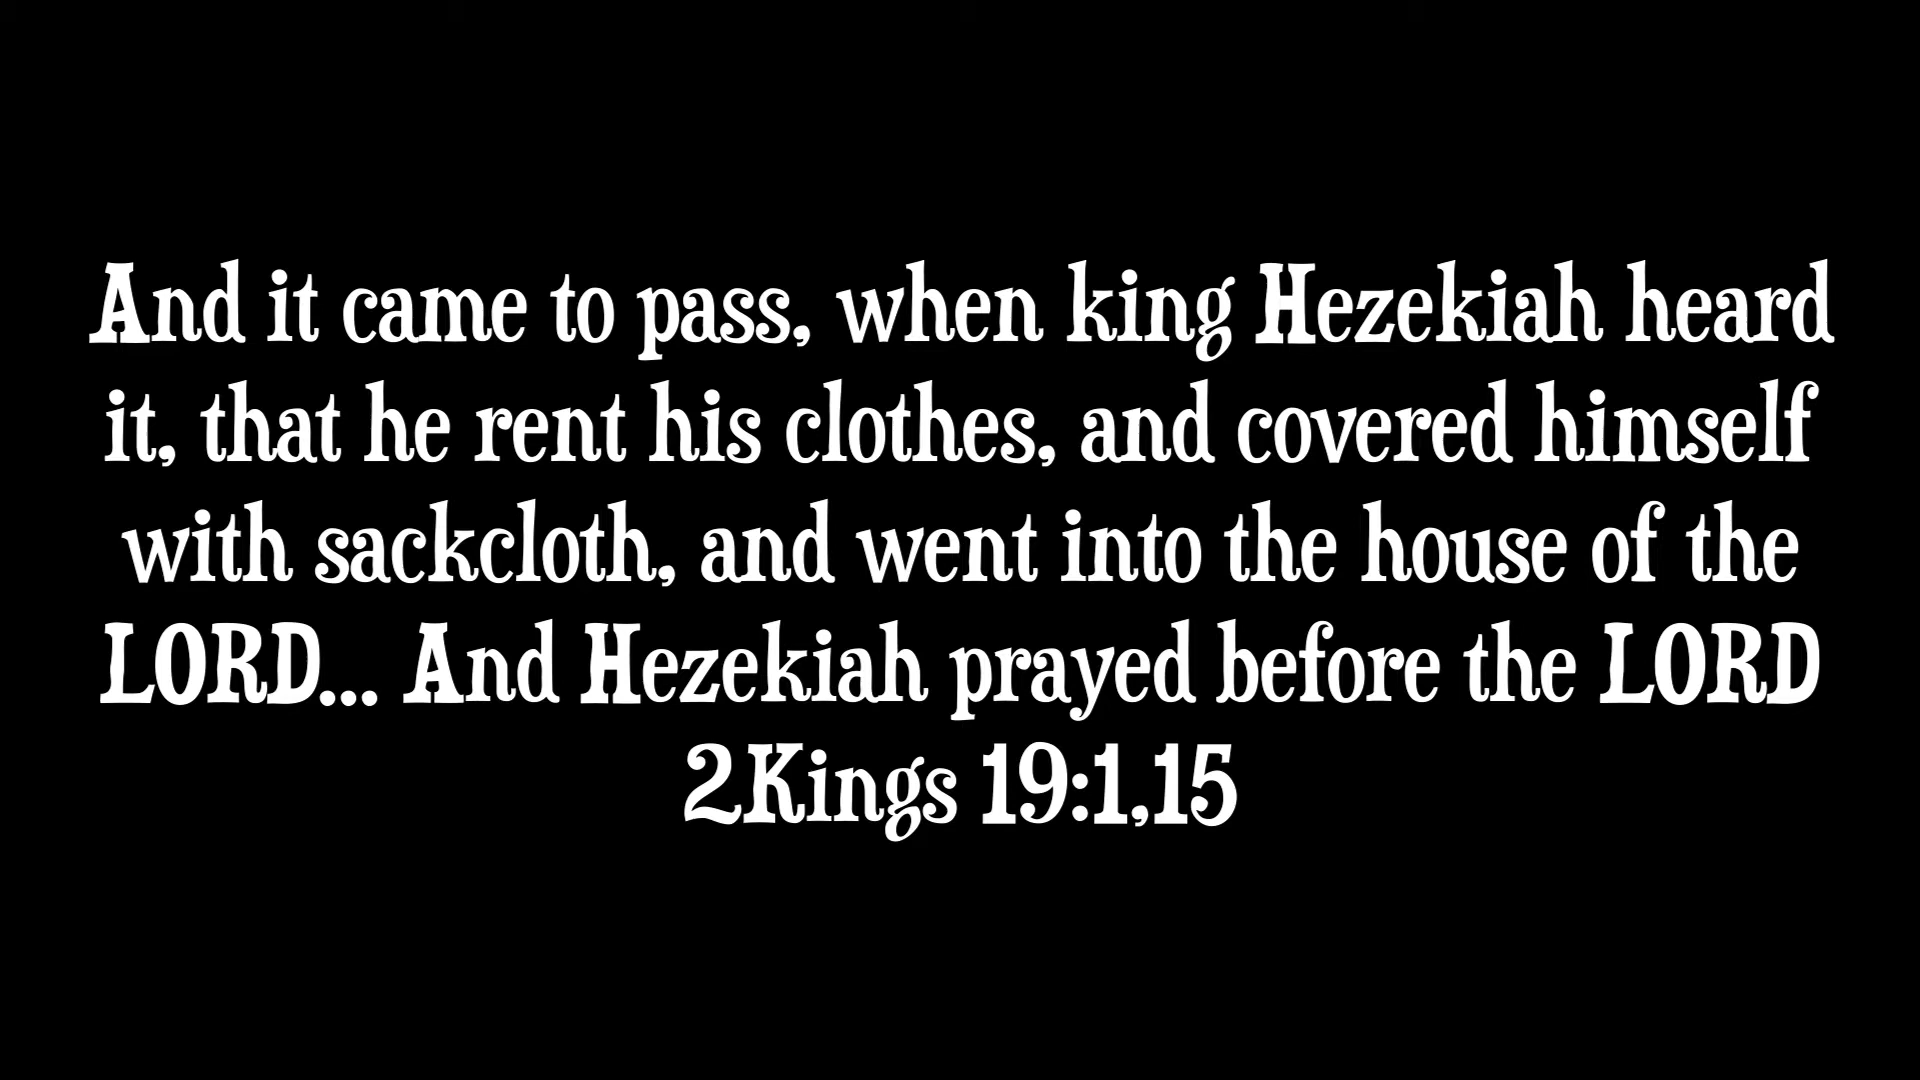 And it came to pass, when king Hezekiah heard
it, that he rent his clothes, and covered himself
with sackcloth, and went into the house of the
LORD... And Hezekiah prayed before the LORD
2Kings 19:1,15